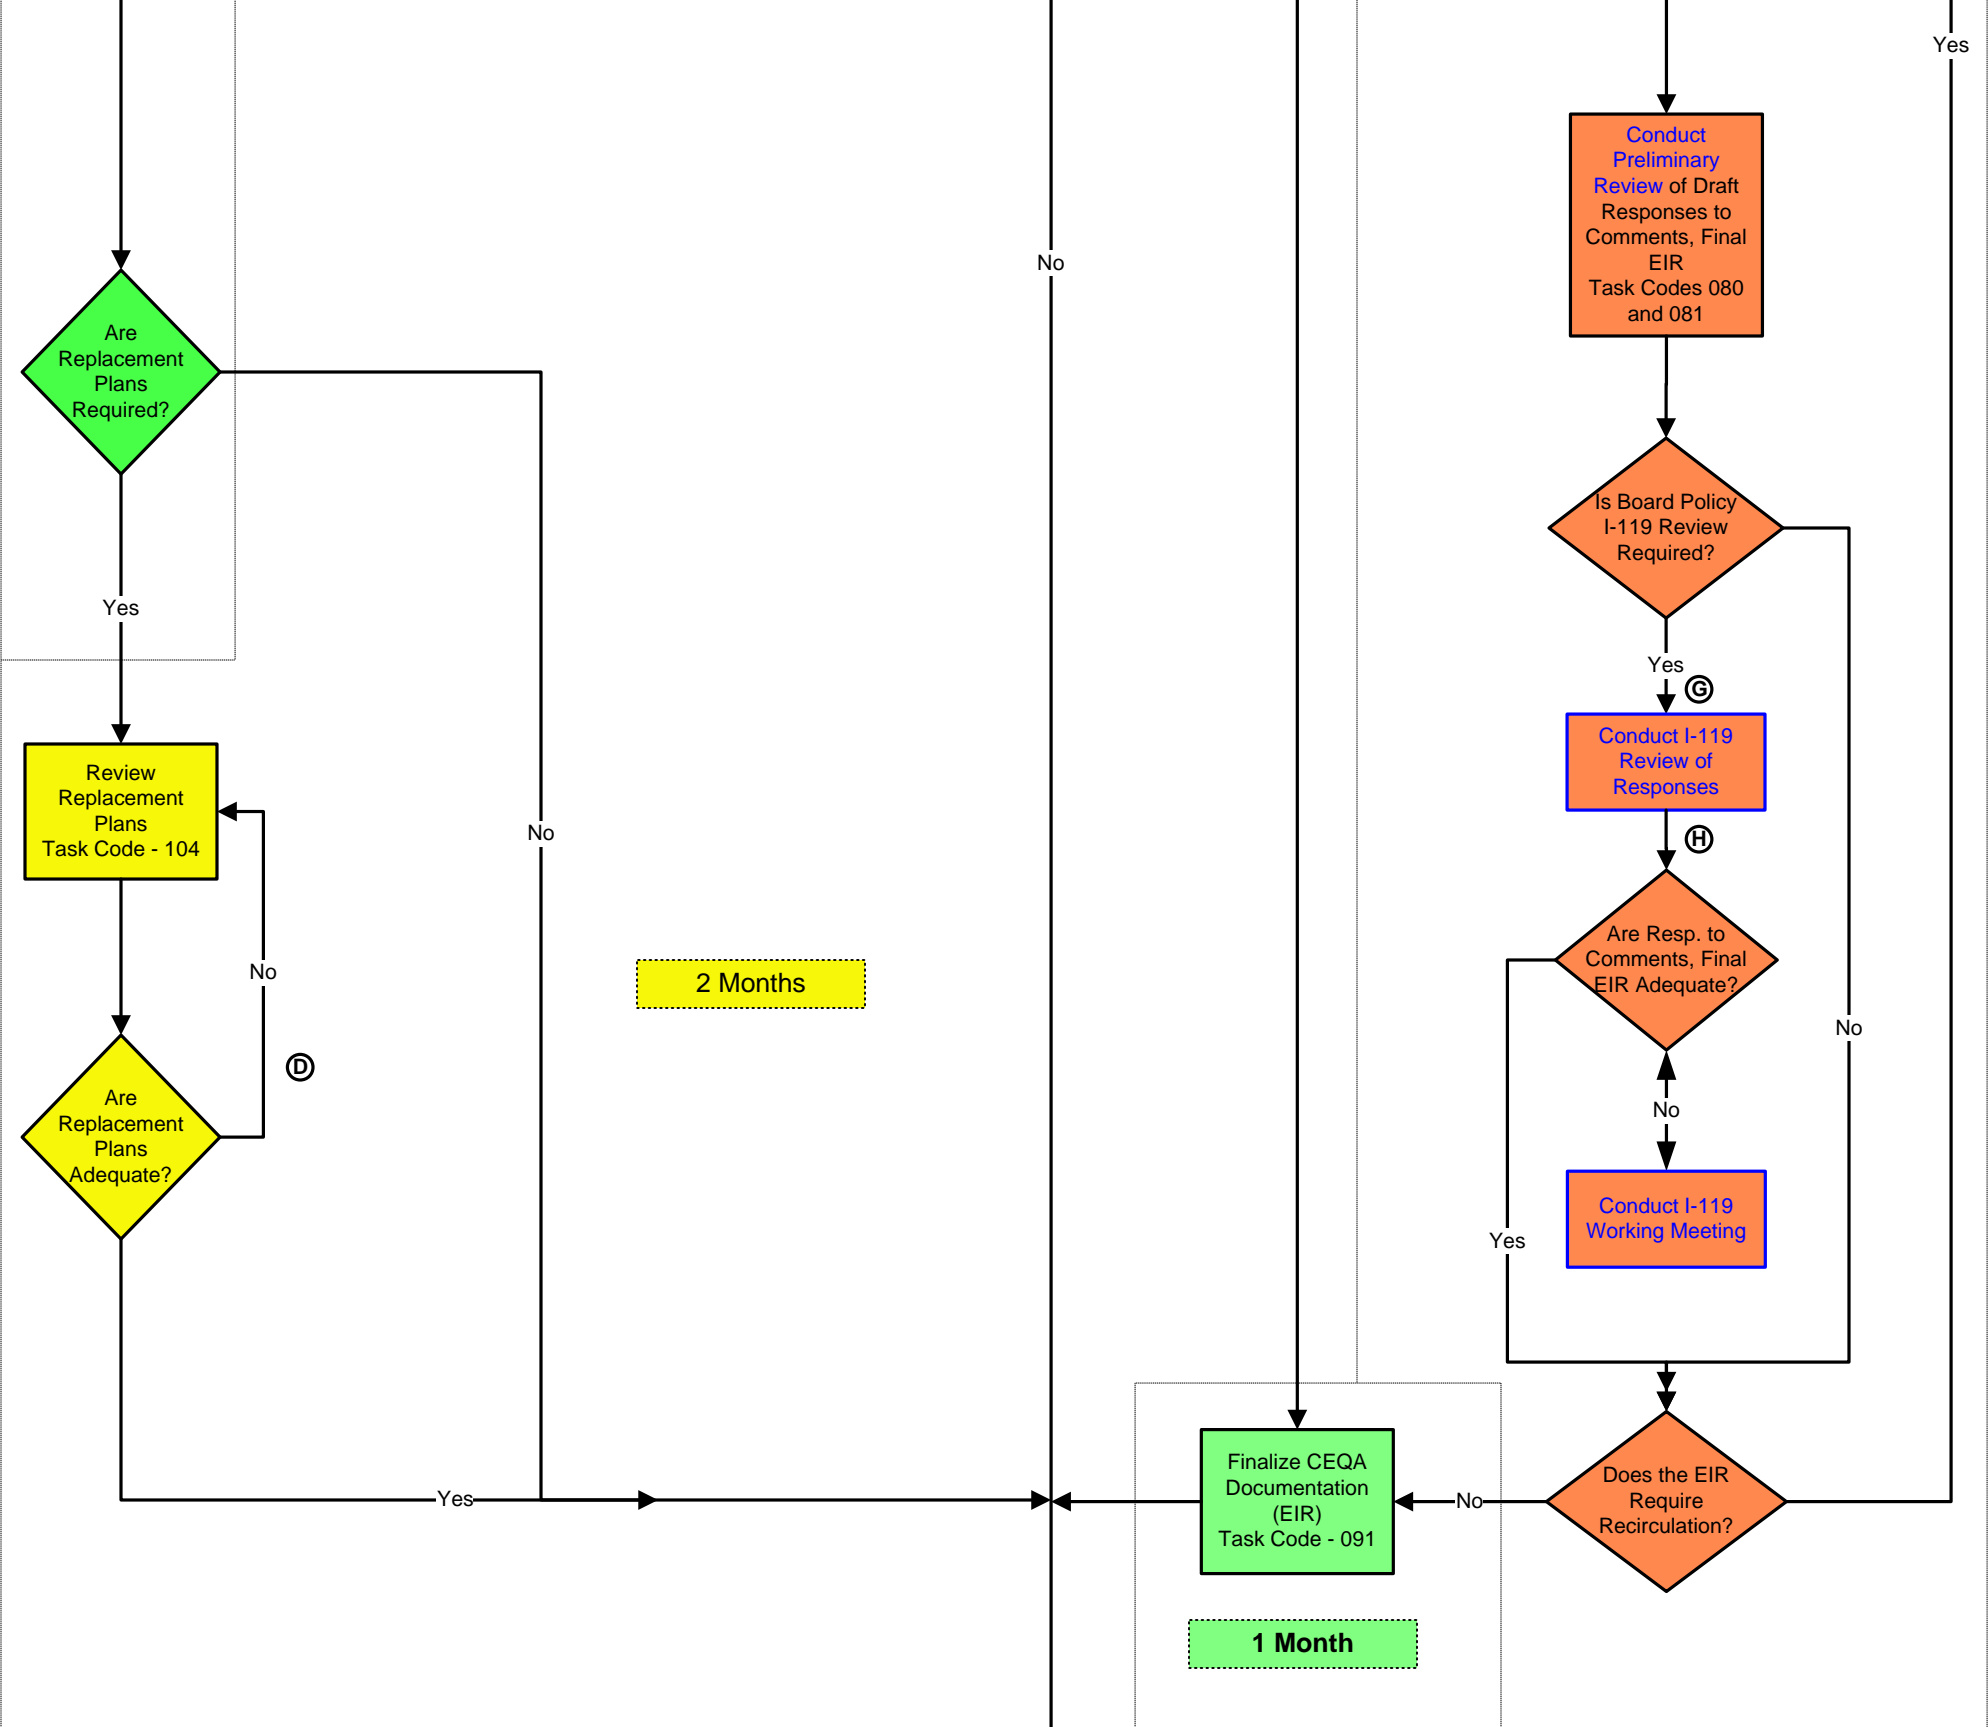 Yes
Conduct
Preliminary
Review of Draft
Responses to
Comments, Final
EIR
Task Codes 080
and 081
No
Are
Replacement
Plans
Required?
Is Board Policy
I-119 Review
Required?
Yes
Yes
G
Conduct I-119
Review of
Responses
Review
Replacement
Plans
Task Code - 104
No
H
Are Resp. to
Comments, Final
EIR Adequate?
No
2 Months
No
D
No
Are
Replacement
Plans
Adequate?
Conduct I-119
Working Meeting
Yes
Finalize CEQA
Documentation
(EIR)
Task Code - 091
Yes
No
Does the EIR
Require
Recirculation?
1 Month